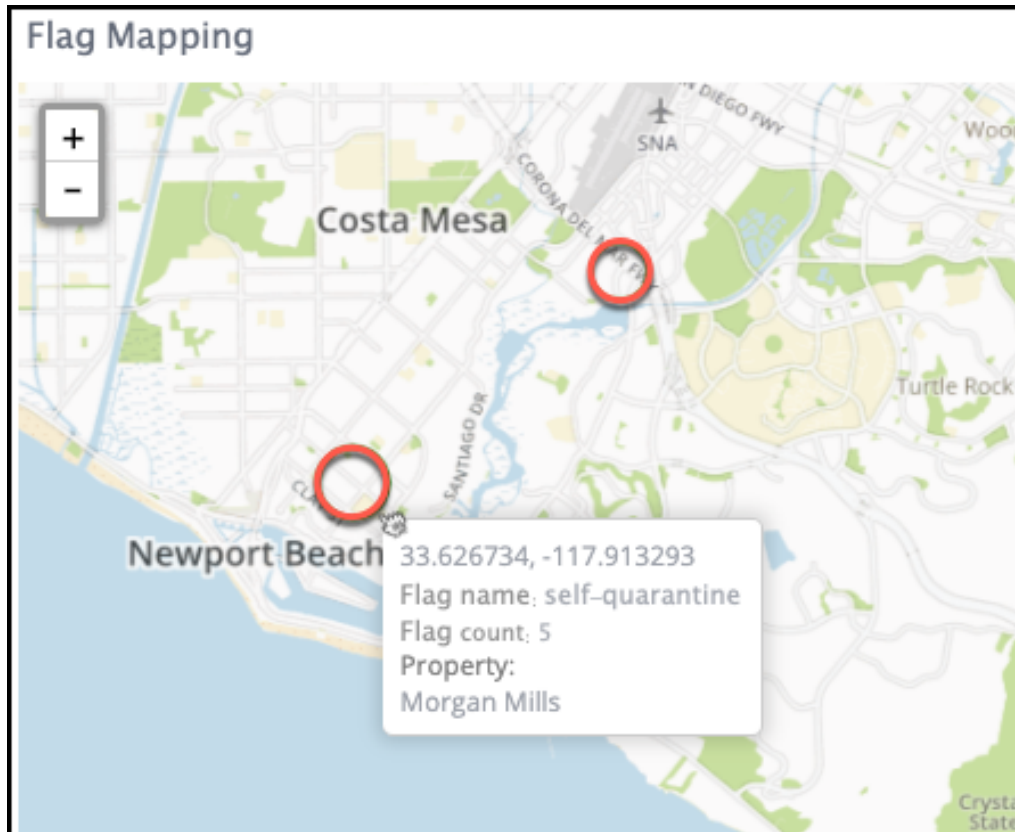 Flag Mapping
+
−
SAN DIEGO FWY
SNA
CORONA DEL MAR FWY
Costa Mesa
Turtle Rock
SANTIAGO DR
Newport Beach
33.626734, -117.913293
Flag name: self-quarantine
Flag count: 5
Property:
Morgan Mills
State